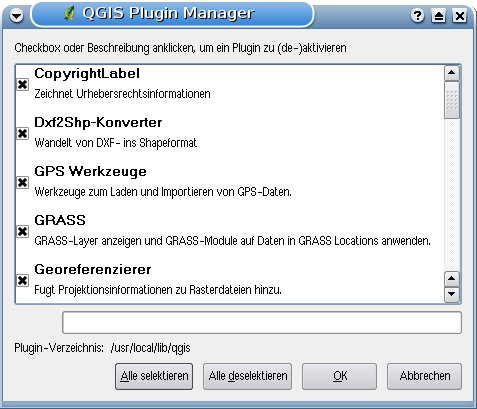 QGIS Plugin Manager
Checkbox oder Beschreibung anklicken, um ein Plugin zu (de-)aktivieren
CopyrightLabel
Zeichnet Urhebersrechtsinformationen
Dxf2Shp-Konverter
Wandelt von DXF- ins Shapeformat
GPS Werkzeuge
Werkzeuge zum Laden und Importieren von GPS-Daten.
GRASS
GRASS-Layer anzeigen und GRASS-Module auf Daten in GRASS Locations anwenden.
Georeferenzierer
Fugt Projektionsinformationen zu Rasterdateien hinzu.
Plugin-Verzeichnis: /usr/local/lib/qgis
Alle selektieren Alle deselektieren OK Abbrechen